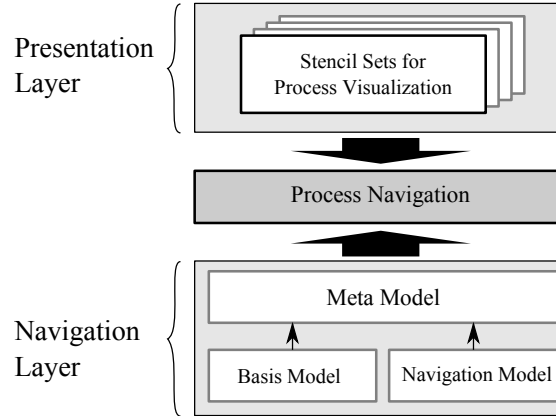 Presentation
Layer
Stencil Sets for
Process Visualization
Process Navigation
Navigation
Layer
Meta Model
Basis Model
Navigation Model